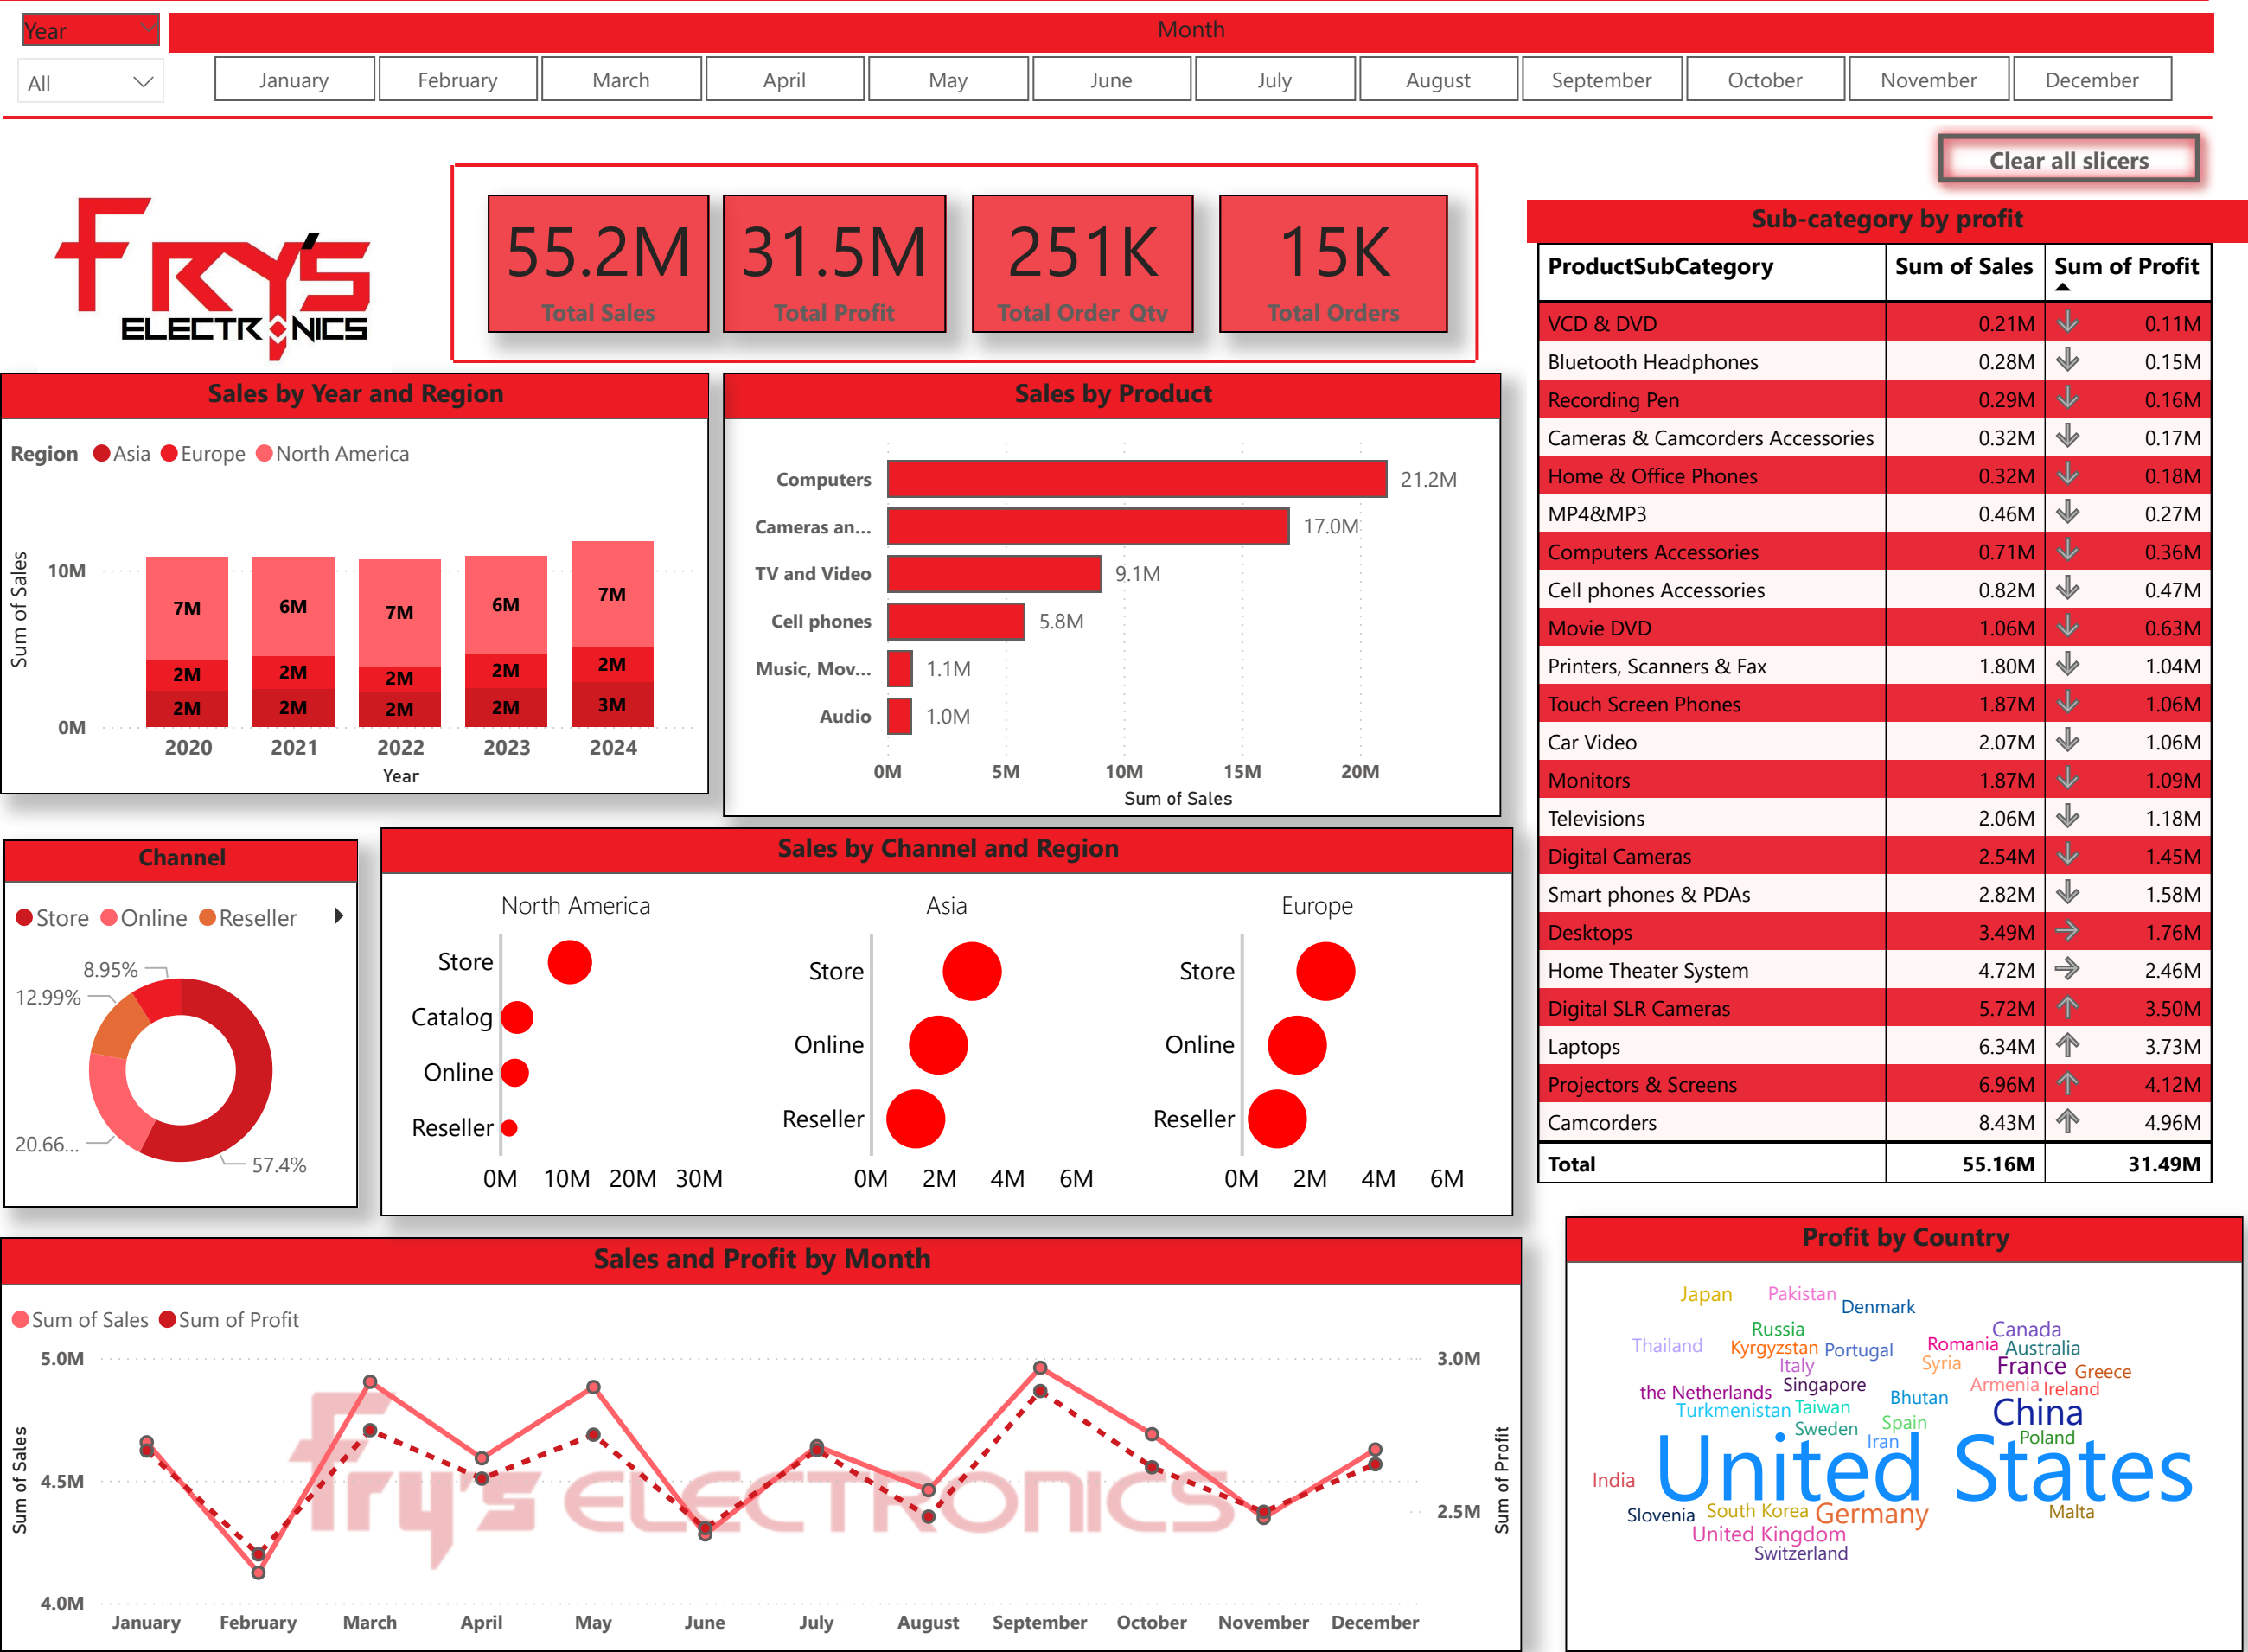 Year
Month
All
January February March April May June July August September October November December
Clear all slicers
FRY'S
ELECTRONICS
55.2M
Total Sales
31.5M
Total Profit
251K
Total Order Qty
15K
Total Orders
Sub-category by profit
ProductSubCategory Sum of Sales Sum of Profit
VCD & DVD 0.21M 0.11M
Bluetooth Headphones 0.28M 0.15M
Recording Pen 0.29M 0.16M
Cameras & Camcorders Accessories 0.32M 0.17M
Home & Office Phones 0.32M 0.18M
MP4&MP3 0.46M 0.27M
Computers Accessories 0.71M 0.36M
Cell phones Accessories 0.82M 0.47M
Movie DVD 1.06M 0.63M
Printers, Scanners & Fax 1.80M 1.04M
Touch Screen Phones 1.87M 1.06M
Car Video 2.07M 1.06M
Monitors 1.87M 1.09M
Televisions 2.06M 1.18M
Digital Cameras 2.54M 1.45M
Smart phones & PDAs 2.82M 1.58M
Desktops 3.49M 1.76M
Home Theater System 4.72M 2.46M
Digital SLR Cameras 5.72M 3.50M
Laptops 6.34M 3.73M
Projectors & Screens 6.96M 4.12M
Camcorders 8.43M 4.96M
Total 55.16M 31.49M
Sales by Year and Region
Region Asia Europe North America
Sum of Sales
10M
0M
7M 6M 7M 6M 7M
2M 2M 2M 2M 2M
2M 2M 2M 2M 3M
2020 2021 2022 2023 2024
Year
Sales by Product
Computers 21.2M
Cameras an... 17.0M
TV and Video 9.1M
Cell phones 5.8M
Music, Mov... 1.1M
Audio 1.0M
0M 5M 10M 15M 20M
Sum of Sales
Channel
Store Online Reseller
8.95%
12.99%
20.66...
57.4%
Sales by Channel and Region
North America
Store
Catalog
Online
Reseller
0M 10M 20M 30M
Asia
Store
Online
Reseller
0M 2M 4M 6M
Europe
Store
Online
Reseller
0M 2M 4M 6M
Sales and Profit by Month
Sum of Sales Sum of Profit
Sum of Sales
5.0M
4.5M
4.0M
Fry's ELECTRONICS
3.0M
2.5M
Sum of Profit
January February March April May June July August September October November December
Profit by Country
Japan Pakistan
Denmark
Russia Canada
Thailand Kyrgyzstan Portugal Romania Australia
Italy Syria France Greece
the Netherlands Singapore Bhutan Armenia Ireland
Turkmenistan Taiwan China
Sweden Spain
Iran Poland
United States
India
Slovenia South Korea Germany Malta
United Kingdom
Switzerland